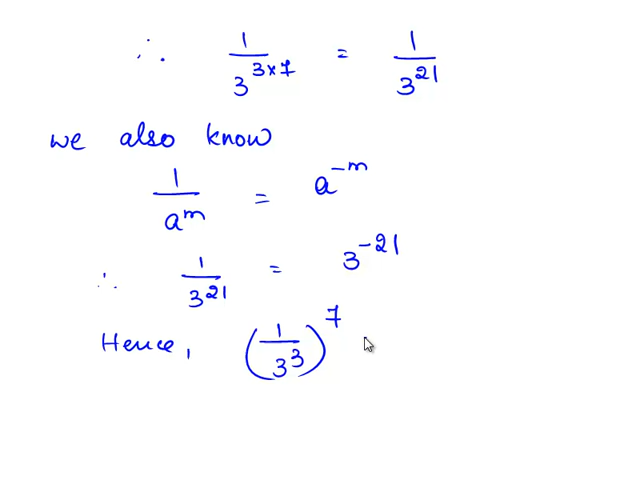 ∴ 1/3^(3×7) = 1/3^21
we also know
1/a^m = a^-m
∴ 1/3^21 = 3^-21
Hence, (1/3^3)^7